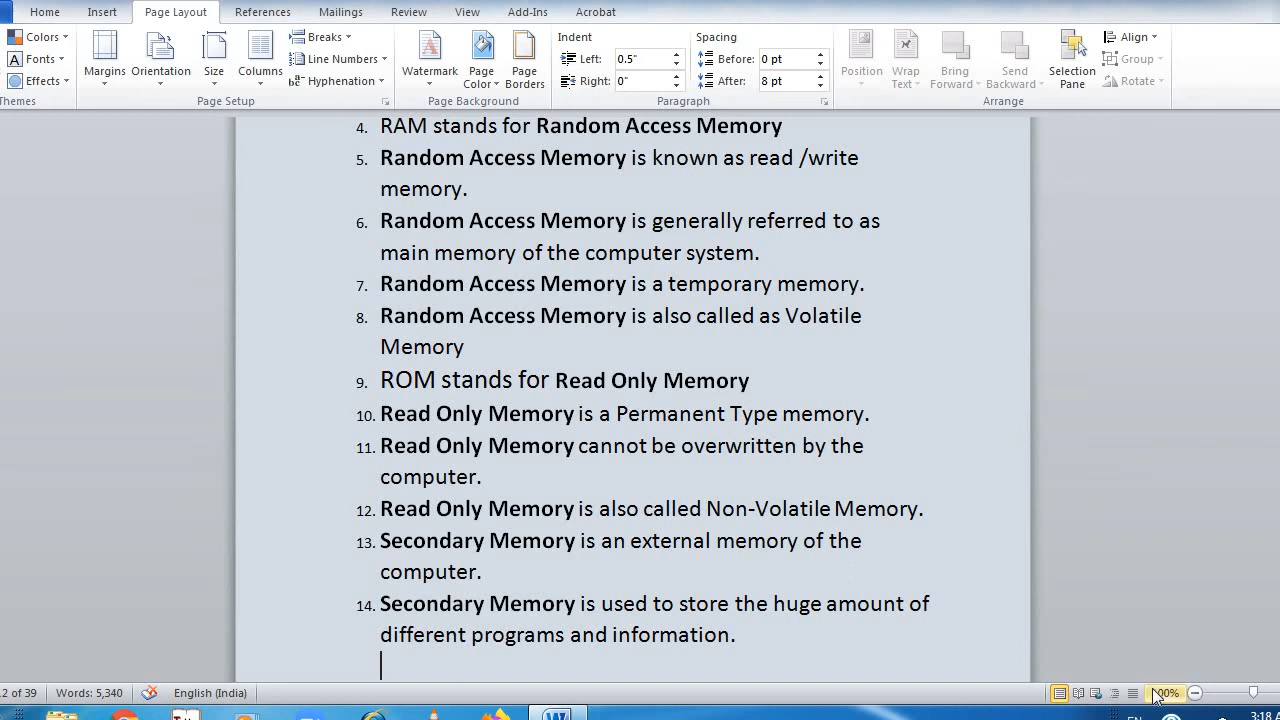 Home Insert Page Layout References Mailings Review View Add-Ins Acrobat
Colors Breaks Indent Spacing Align
Fonts Line Numbers Left: 0.5" Before: 0 pt Group
Effects Margins Orientation Size Columns Hyphenation Watermark Page Color Page Borders Right: 0" After: 8 pt Position Wrap Text Bring Forward Send Backward Selection Pane Rotate
Themes Page Setup Page Background Paragraph Arrange
4. RAM stands for Random Access Memory
5. Random Access Memory is known as read /write
memory.
6. Random Access Memory is generally referred to as
main memory of the computer system.
7. Random Access Memory is a temporary memory.
8. Random Access Memory is also called as Volatile
Memory
9. ROM stands for Read Only Memory
10. Read Only Memory is a Permanent Type memory.
11. Read Only Memory cannot be overwritten by the
computer.
12. Read Only Memory is also called Non-Volatile Memory.
13. Secondary Memory is an external memory of the
computer.
14. Secondary Memory is used to store the huge amount of
different programs and information.
2 of 39 Words: 5,340 English (India)
EN 3:18